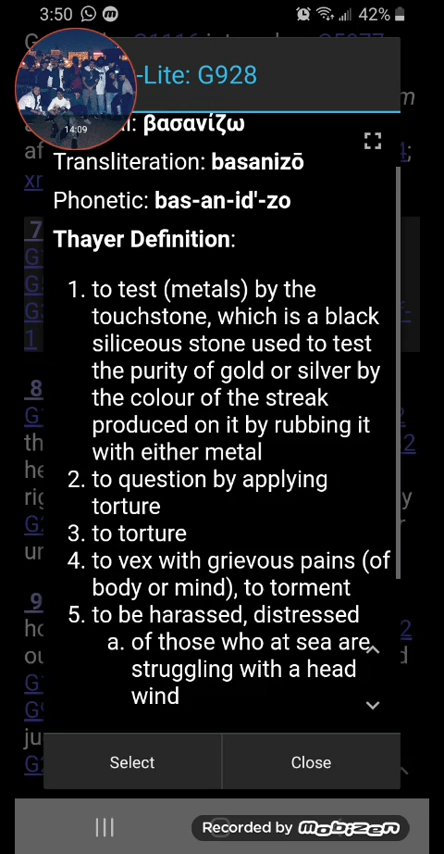 3:50 42%
-Lite: G928
14:09
βασανίζω
Transliteration: basanizō
Phonetic: bas-an-id'-zo
Thayer Definition:
1. to test (metals) by the
touchstone, which is a black
siliceous stone used to test
the purity of gold or silver by
the colour of the streak
produced on it by rubbing it
with either metal
2. to question by applying
torture
3. to torture
4. to vex with grievous pains (of
body or mind), to torment
5. to be harassed, distressed
a. of those who at sea are
struggling with a head
wind
7
8
9
Select Close
Recorded by Mobizen